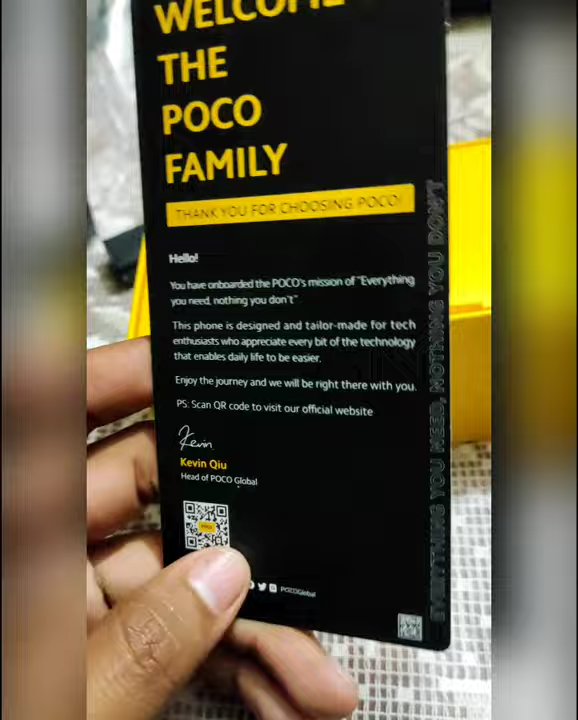 WELCOME
THE
POCO
FAMILY
THANK YOU FOR CHOOSING POCO!
Hello!
You have onboarded the POCO's mission of "Everything
you need, nothing you don't"
This phone is designed and tailor-made for tech
enthusiasts who appreciate every bit of the technology
that enables daily life to be easier.
Enjoy the journey and we will be right there with you.
PS: Scan QR code to visit our official website
Kevin
Kevin Qiu
Head of POCO Global
POCOGlobal
EVERYTHING YOU NEED, NOTHING YOU DON'T